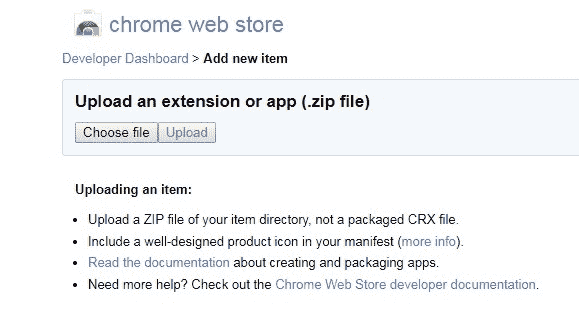 chrome web store
Developer Dashboard > Add new item
Upload an extension or app (.zip file)
Choose file Upload
Uploading an item:
• Upload a ZIP file of your item directory, not a packaged CRX file.
• Include a well-designed product icon in your manifest (more info).
• Read the documentation about creating and packaging apps.
• Need more help? Check out the Chrome Web Store developer documentation.